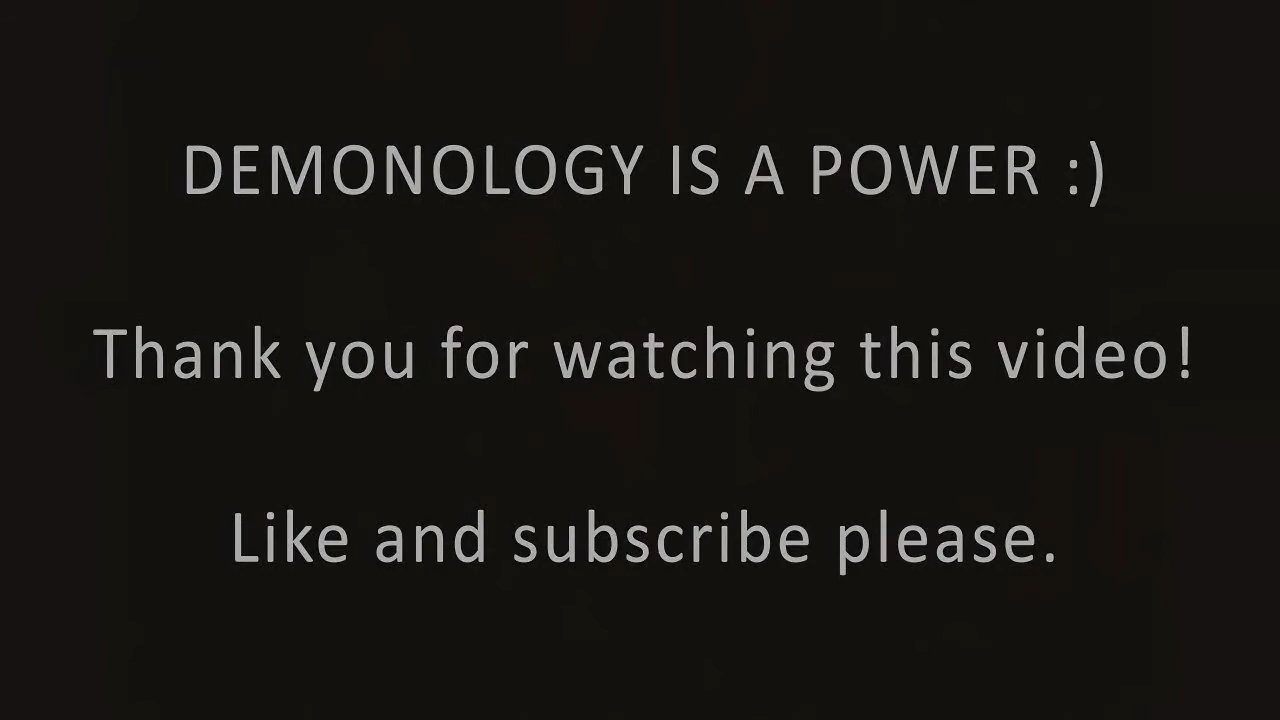 DEMONOLOGY IS A POWER :)
Thank you for watching this video!
Like and subscribe please.